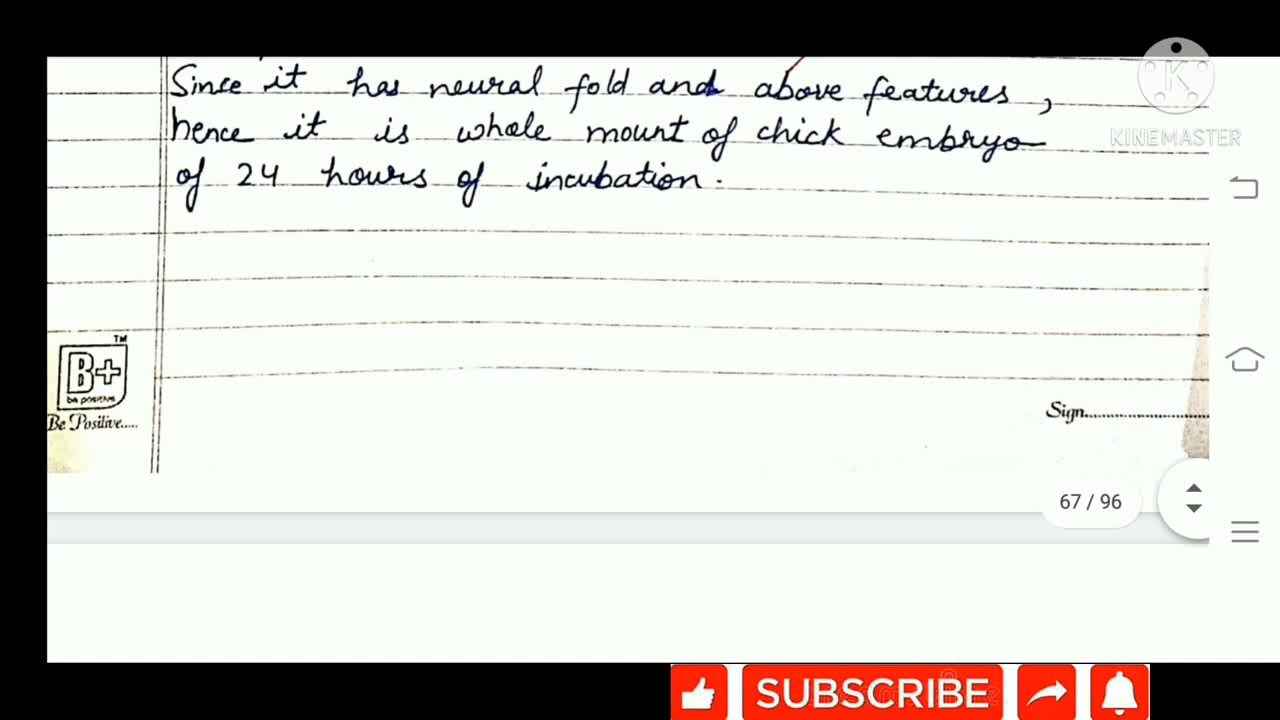 Since it has neural fold and above features,
hence it is whole mount of chick embryo
of 24 hours of incubation.
KINEMASTER
TM
B+
be positive
Be Positive.....
Sign..........................
67 / 96
SUBSCRIBE